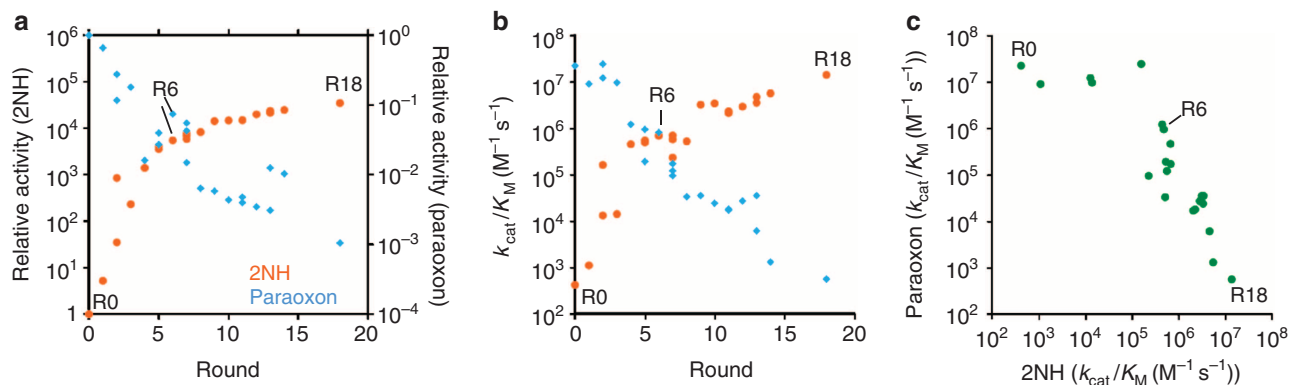 a
Relative activity (2NH)
10⁶
10⁵
10⁴
10³
10²
10¹
1
10⁰
10⁻¹
10⁻²
10⁻³
10⁻⁴
Relative activity (paraoxon)
R6
R18
R0
2NH
Paraoxon
0 5 10 15 20
Round
b
k_cat/K_M (M⁻¹ s⁻¹)
10⁸
10⁷
10⁶
10⁵
10⁴
10³
10²
R18
R6
R0
0 5 10 15 20
Round
c
Paraoxon (k_cat/K_M (M⁻¹ s⁻¹))
10⁸
10⁷
10⁶
10⁵
10⁴
10³
10²
R0
R6
R18
10² 10³ 10⁴ 10⁵ 10⁶ 10⁷ 10⁸
2NH (k_cat/K_M (M⁻¹ s⁻¹))